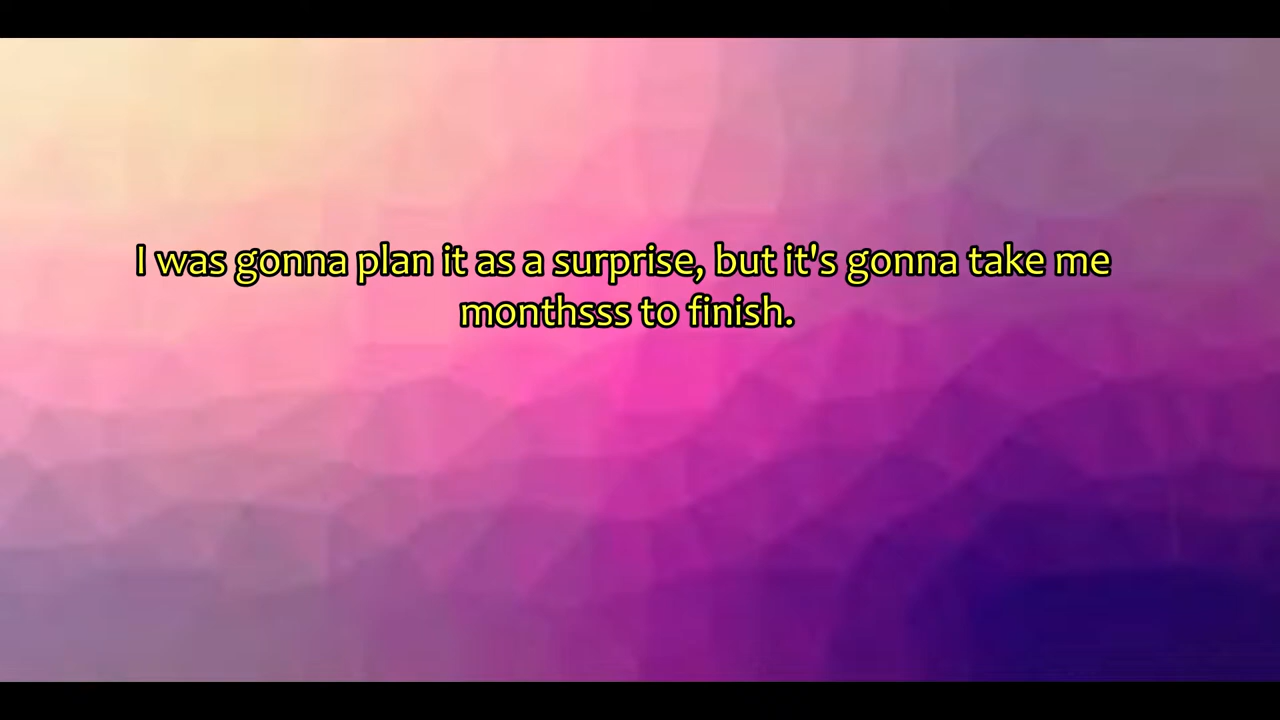 I was gonna plan it as a surprise, but it's gonna take me
monthsss to finish.